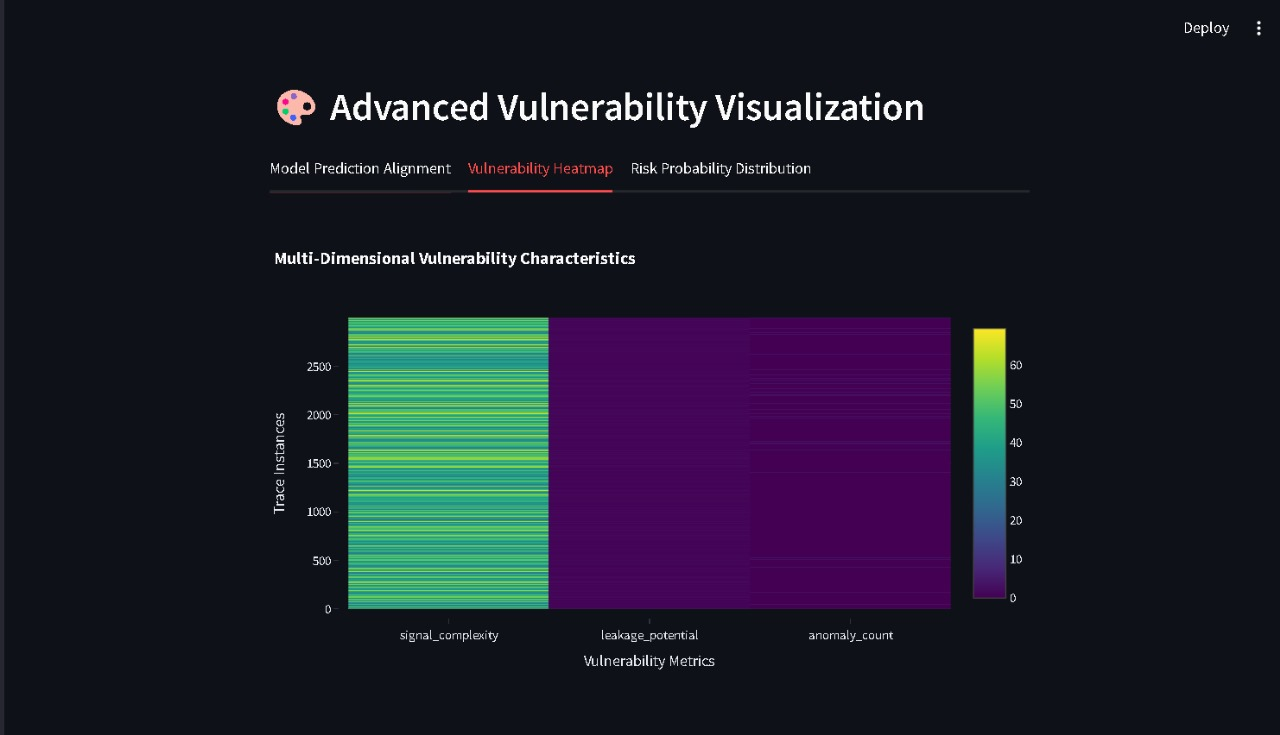 Deploy
Advanced Vulnerability Visualization
Model Prediction Alignment Vulnerability Heatmap Risk Probability Distribution
Multi-Dimensional Vulnerability Characteristics
Trace Instances
2500
2000
1500
1000
500
0
60
50
40
30
20
10
0
signal_complexity leakage_potential anomaly_count
Vulnerability Metrics